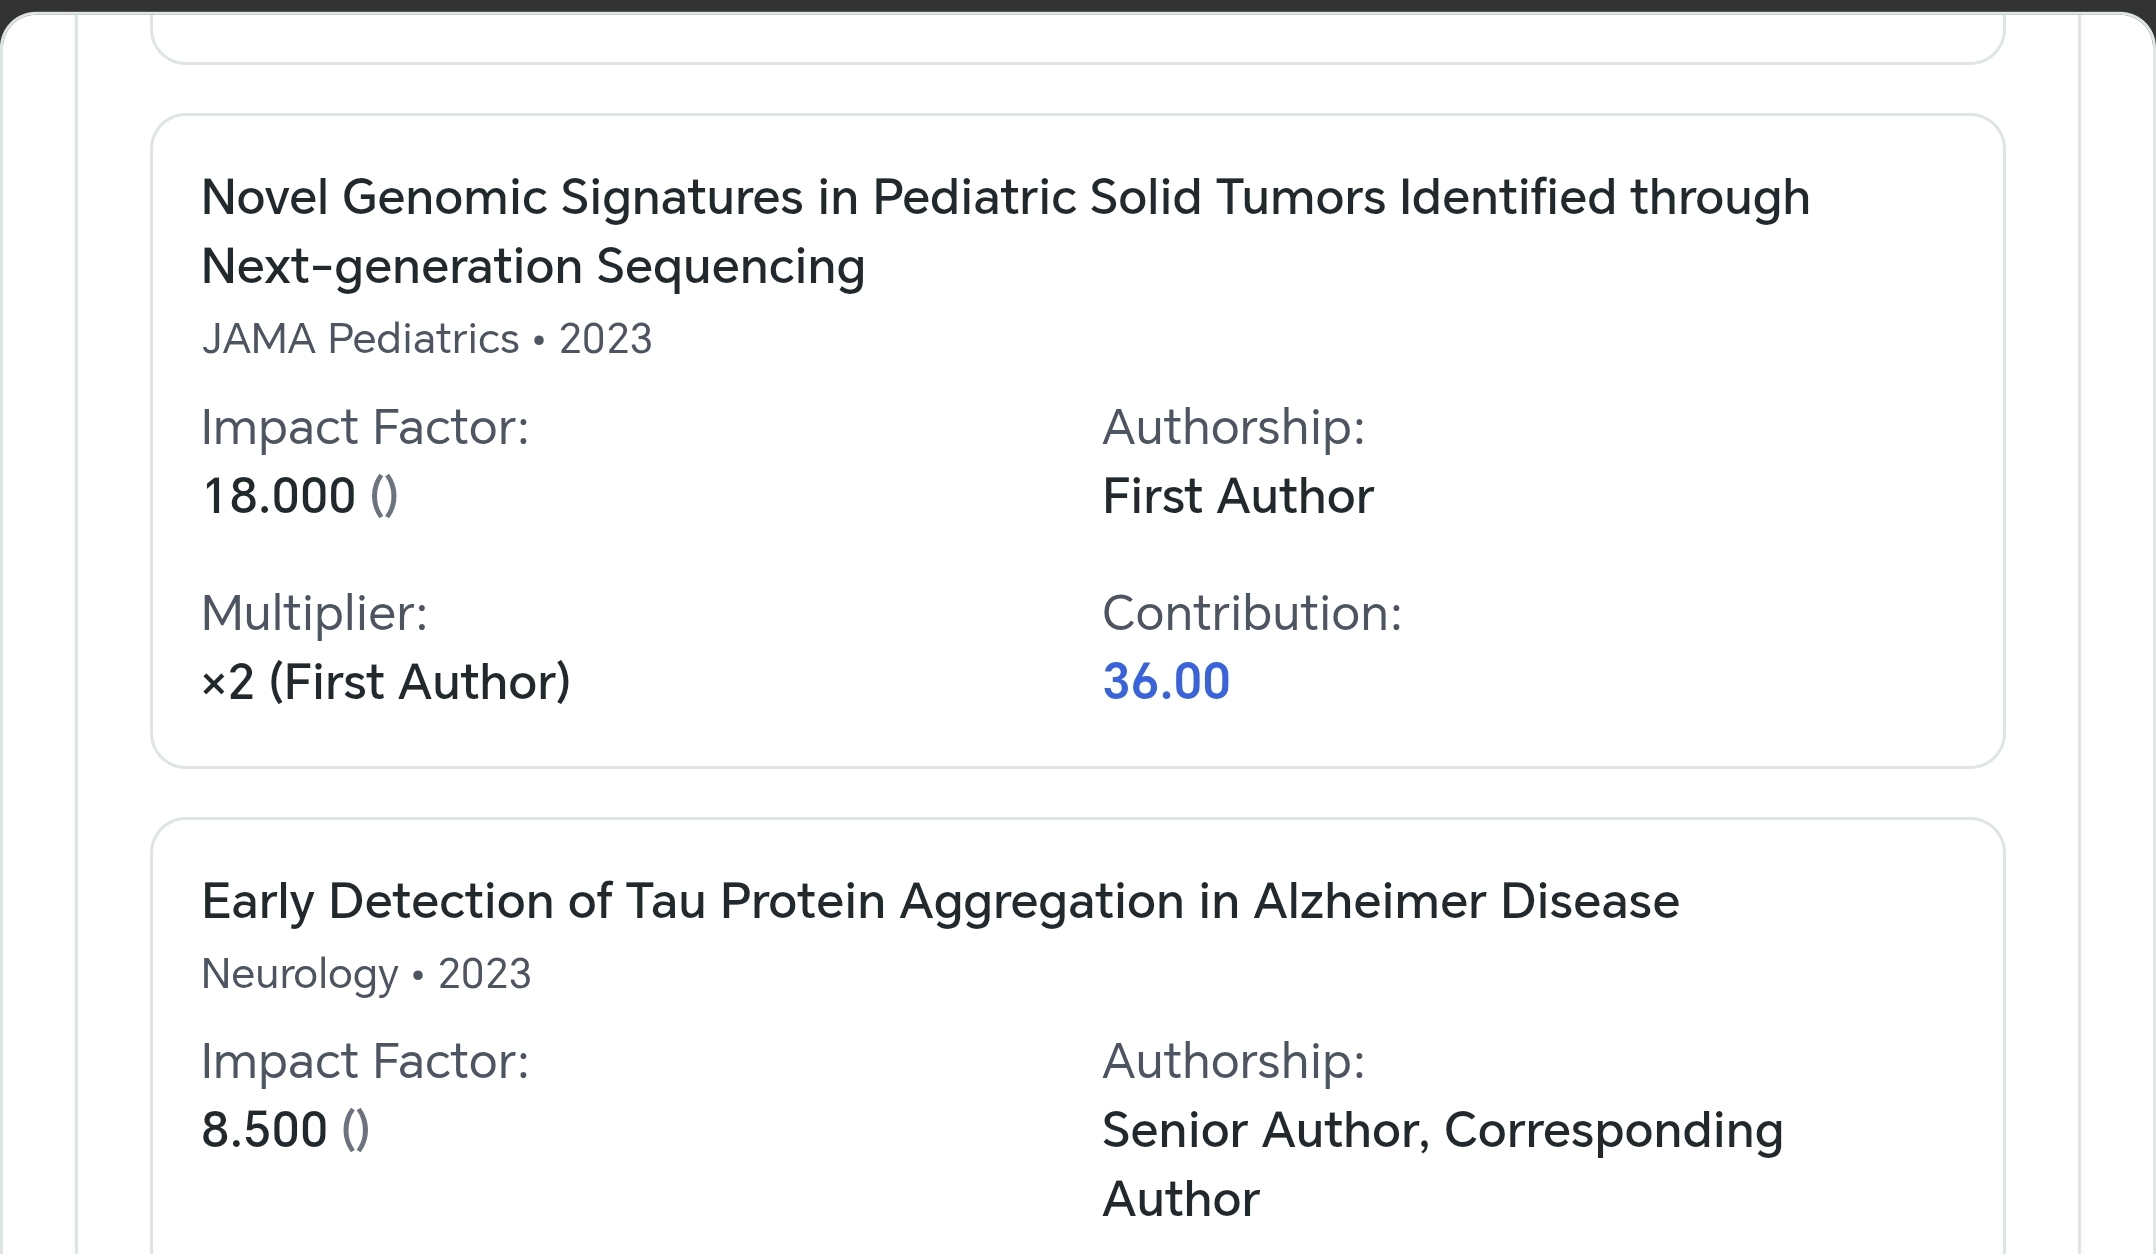 Novel Genomic Signatures in Pediatric Solid Tumors Identified through
Next-generation Sequencing
JAMA Pediatrics • 2023
Impact Factor:
18.000 ()
Authorship:
First Author
Multiplier:
×2 (First Author)
Contribution:
36.00
Early Detection of Tau Protein Aggregation in Alzheimer Disease
Neurology • 2023
Impact Factor:
8.500 ()
Authorship:
Senior Author, Corresponding
Author